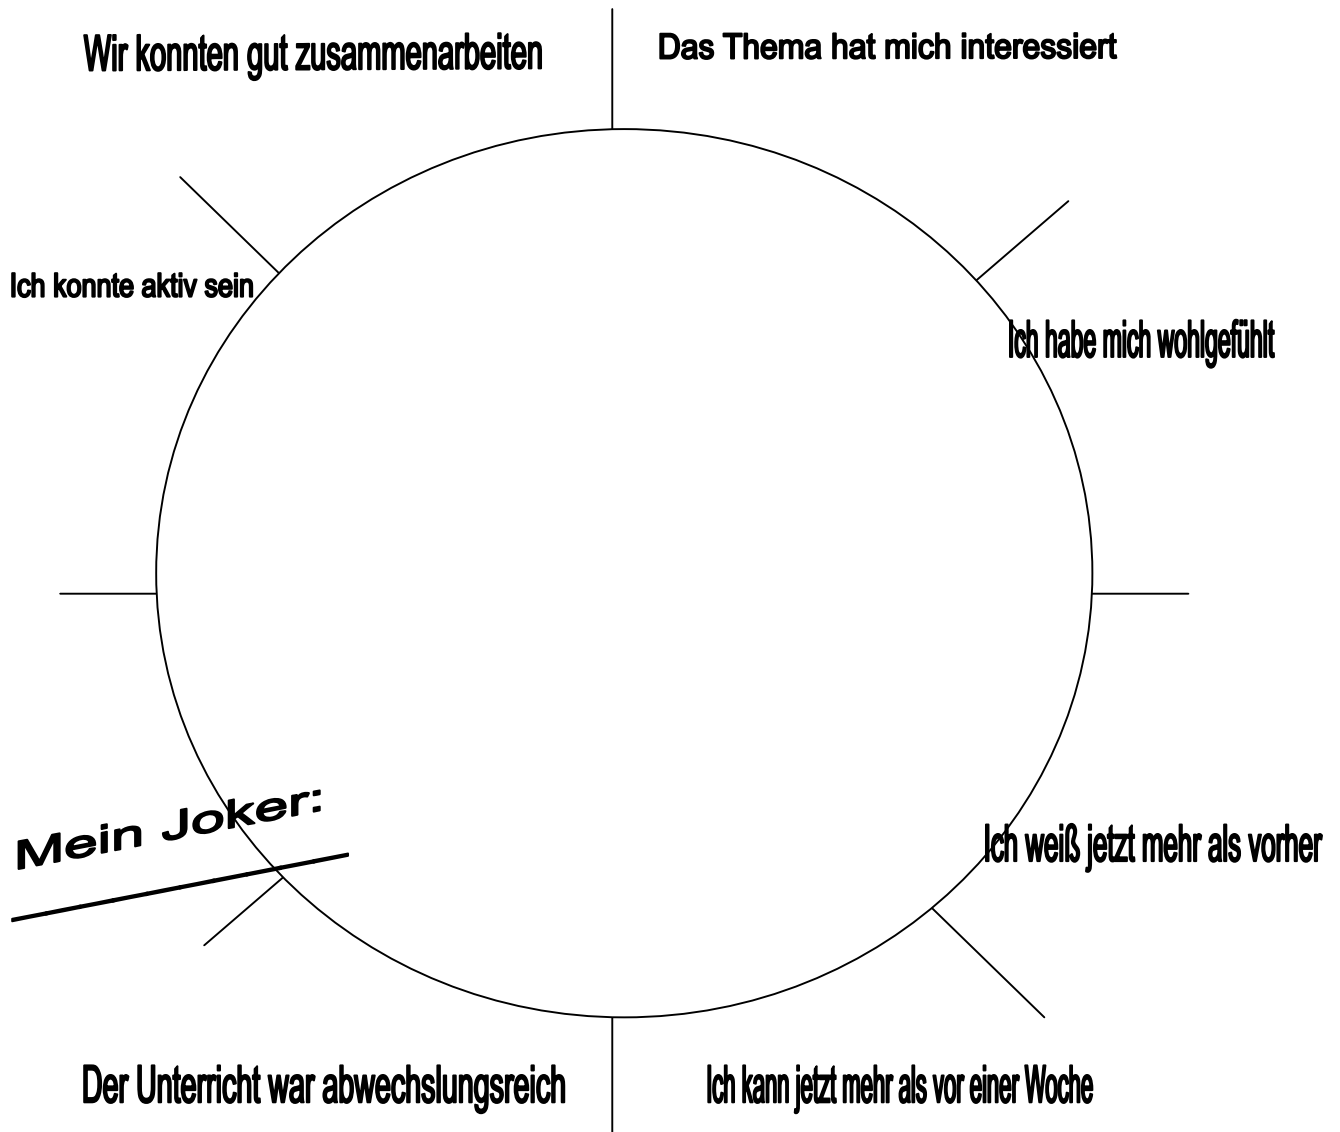 Wir konnten gut zusammenarbeiten
Das Thema hat mich interessiert
Ich konnte aktiv sein
Ich habe mich wohlgefühlt
Mein Joker:
Ich weiß jetzt mehr als vorher
Der Unterricht war abwechslungsreich
Ich kann jetzt mehr als vor einer Woche